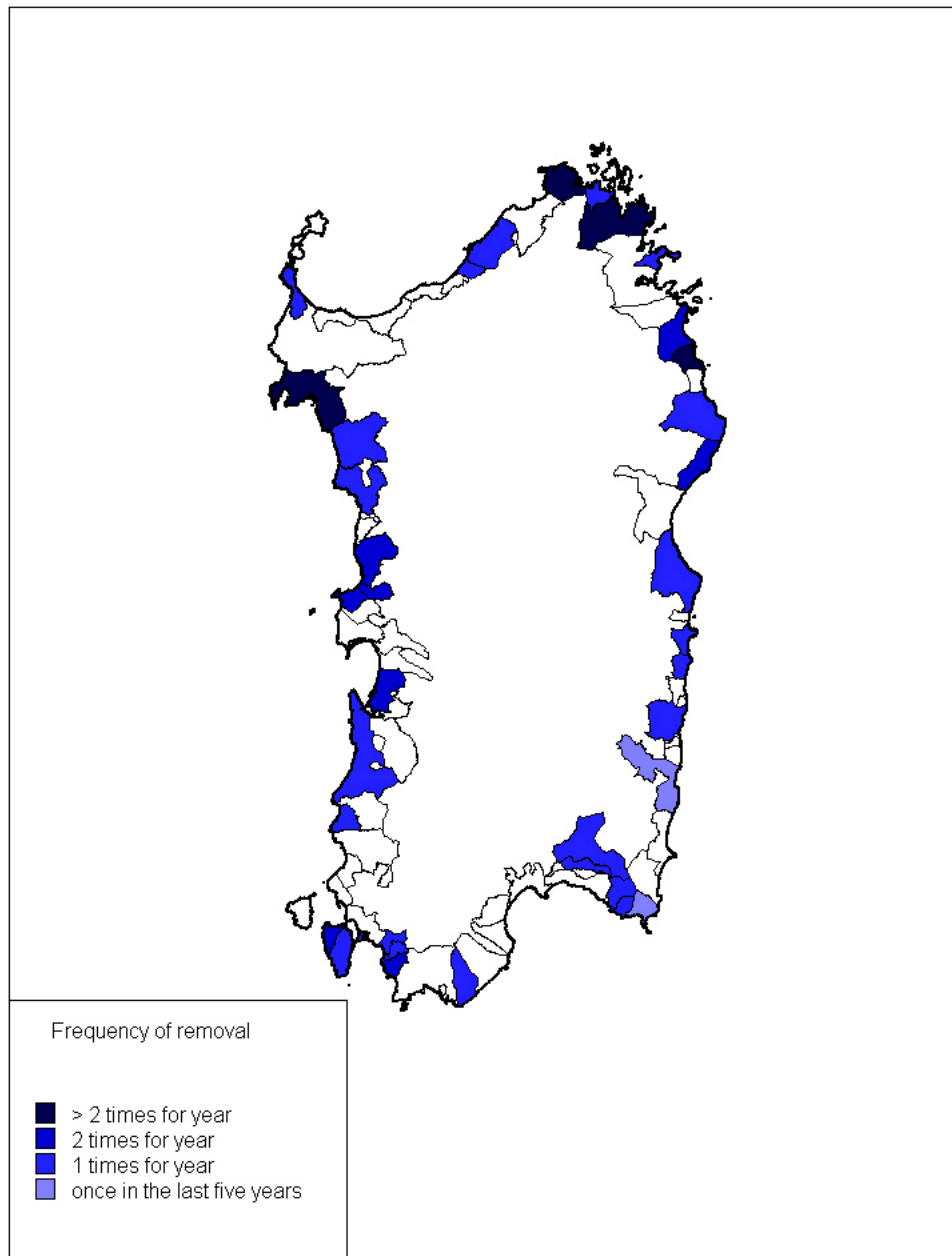 Frequency of removal
> 2 times for year
2 times for year
1 times for year
once in the last five years